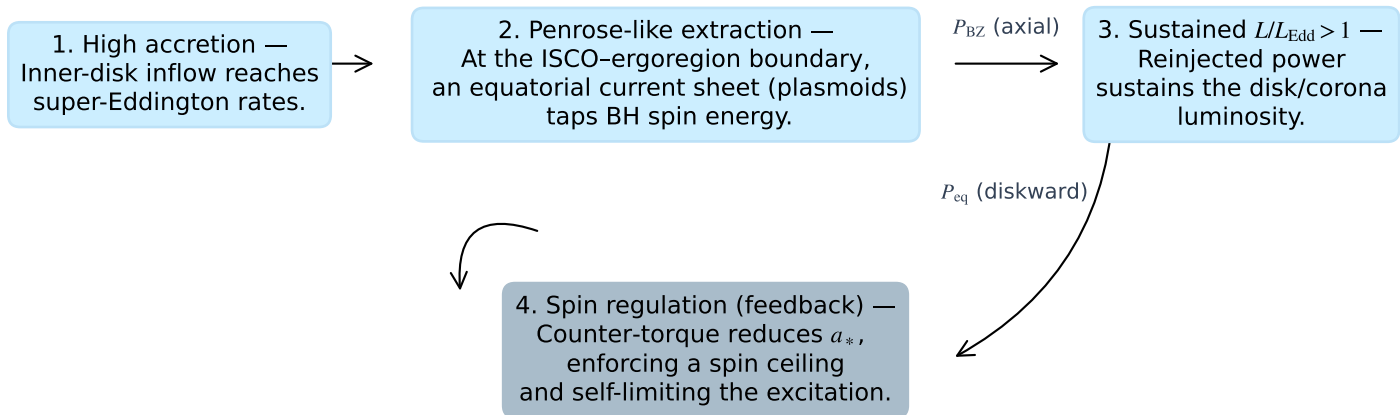 1. High accretion —
Inner-disk inflow reaches
super-Eddington rates.
2. Penrose-like extraction —
At the ISCO–ergoregion boundary,
an equatorial current sheet (plasmoids)
taps BH spin energy.
P_BZ (axial)
3. Sustained L/L_Edd > 1 —
Reinjected power
sustains the disk/corona
luminosity.
P_eq (diskward)
4. Spin regulation (feedback) —
Counter-torque reduces a_*,
enforcing a spin ceiling
and self-limiting the excitation.